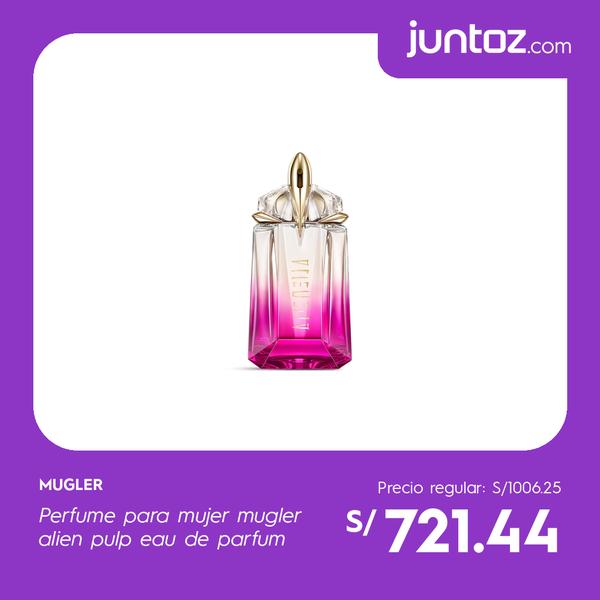 juntoz.com
MUGLER
Perfume para mujer mugler
alien pulp eau de parfum
Precio regular: S/1006.25
S/721.44